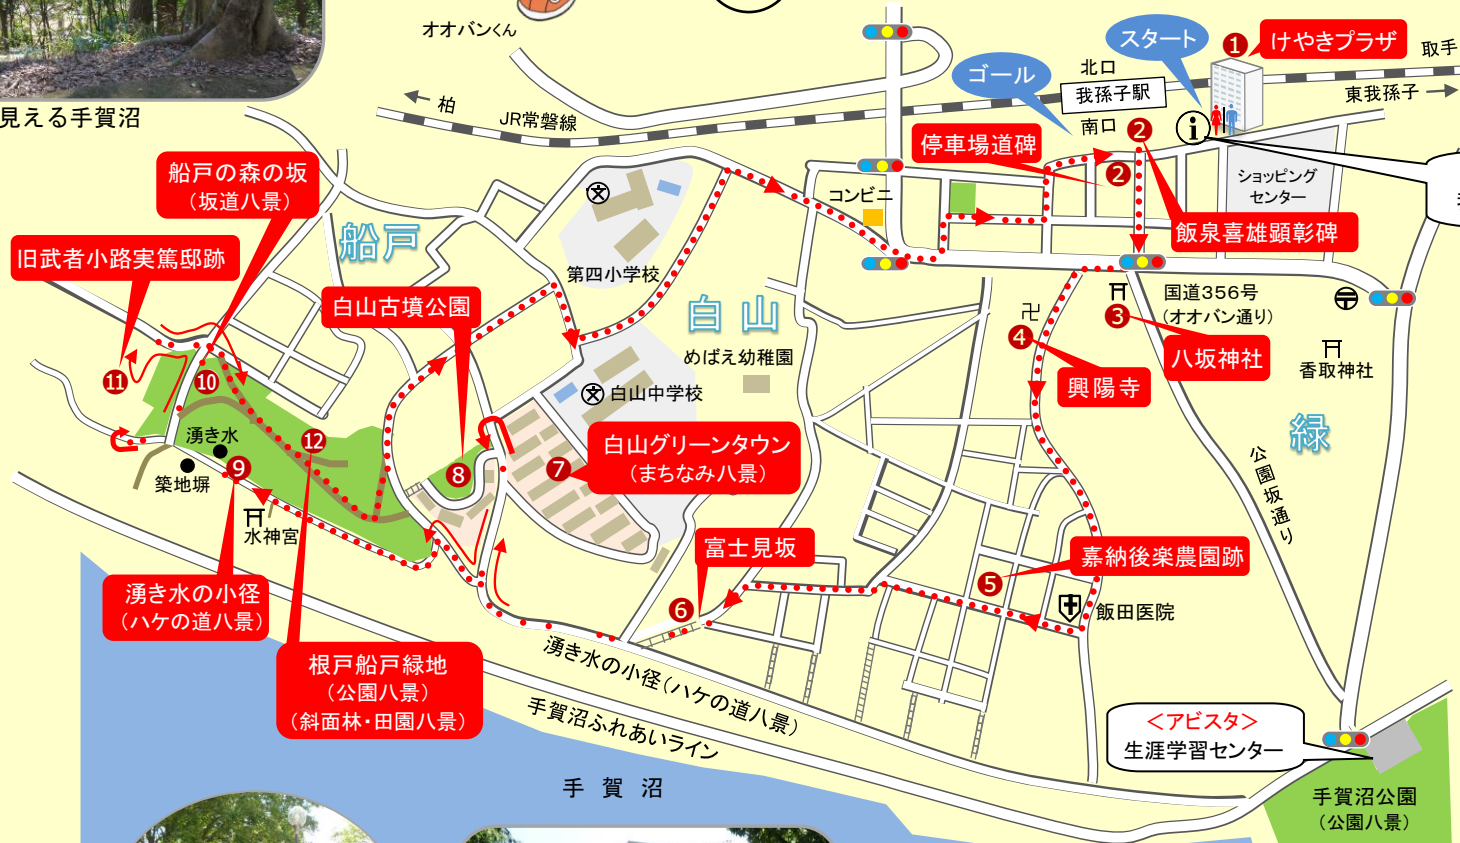 オオバンくん
見える手賀沼
柏
JR常磐線
ゴール
スタート
北口
我孫子駅
南口
1
けやきプラザ
取手
東我孫子
i
停車場道碑
2
2
飯泉喜雄顕彰碑
ショッピング
センター
コンビニ
船戸の森の坂
（坂道八景）
船戸
文
第四小学校
旧武者小路実篤邸跡
白山古墳公園
白山
めばえ幼稚園
文
白山中学校
国道356号
（オオバン通り）
3
八坂神社
卍
4
興陽寺
〒
香取神社
緑
公園坂通り
11
10
湧き水
築地塀
9
12
水神宮
8
7
白山グリーンタウン
（まちなみ八景）
富士見坂
6
嘉納後楽農園跡
5
飯田医院
湧き水の小径
（ハケの道八景）
根戸船戸緑地
（公園八景）
（斜面林・田園八景）
湧き水の小径（ハケの道八景）
手賀沼ふれあいライン
手賀沼
＜アビスタ＞
生涯学習センター
手賀沼公園
（公園八景）